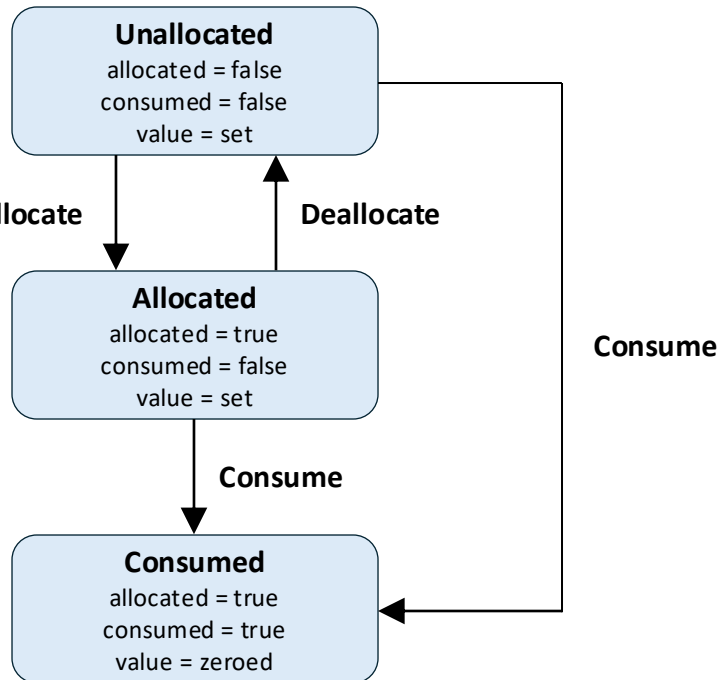 Unallocated
allocated = false
consumed = false
value = set
llocate
Deallocate
Allocated
allocated = true
consumed = false
value = set
Consume
Consume
Consumed
allocated = true
consumed = true
value = zeroed